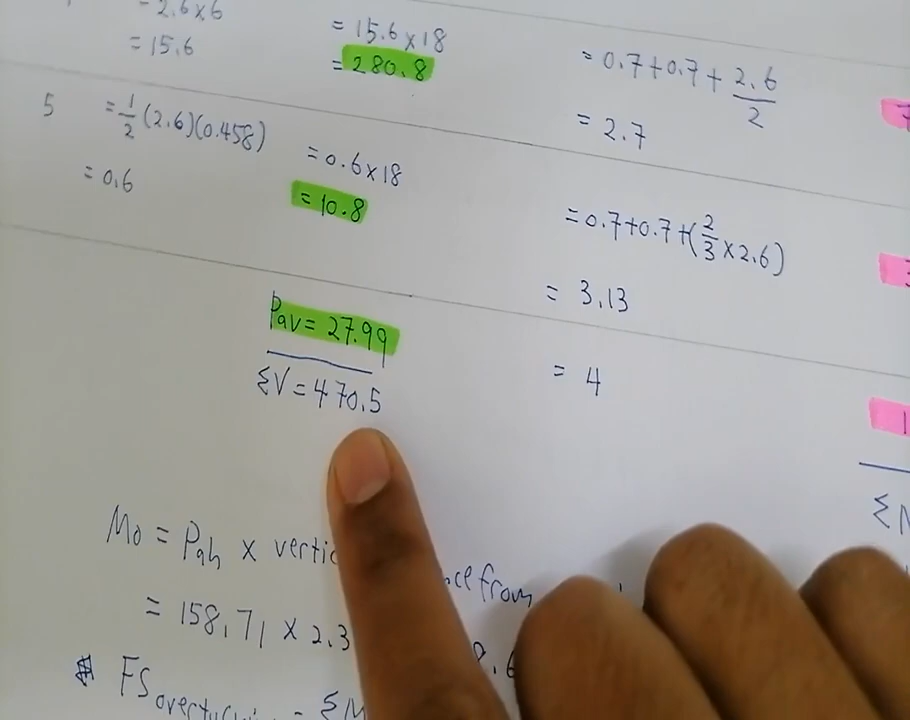 = 2.6×6
= 15.6
= 15.6 × 18
= 280.8
= 0.7+0.7+ 2.6/2
= 2.7
5
= 1/2 (2.6)(0.458)
= 0.6
= 0.6 × 18
= 10.8
= 0.7+0.7+(2/3 × 2.6)
= 3.13
Pav = 27.99
ΣV = 470.5
= 4
Mo = Pah ×
from
= 158.71 × 2.3
FS